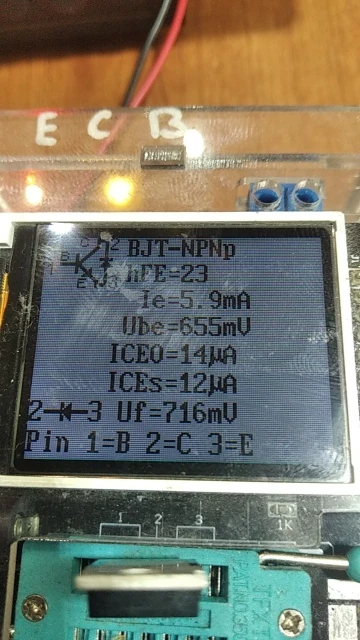 E C B
BJT-NPNp
hFE=23
Ie=5.9mA
Ube=655mV
ICE0=14µA
ICEs=12µA
2 3 Uf=716mV
Pin 1=B 2=C 3=E
1 2 3
1K